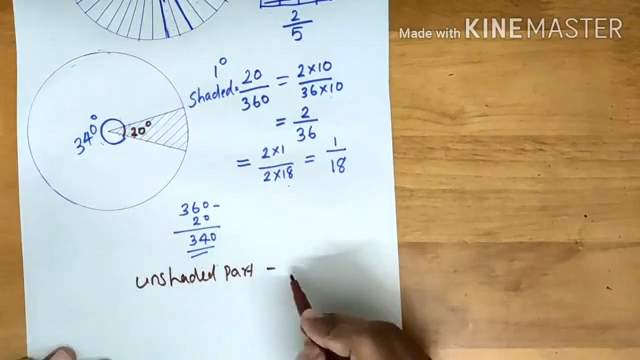 Made with KINEMASTER
2/5
1°
Shaded = 20/360 = 2×10/36×10
= 2/36
= 2×1/2×18 = 1/18
340°
20°
360 -
20
340
unshaded part -